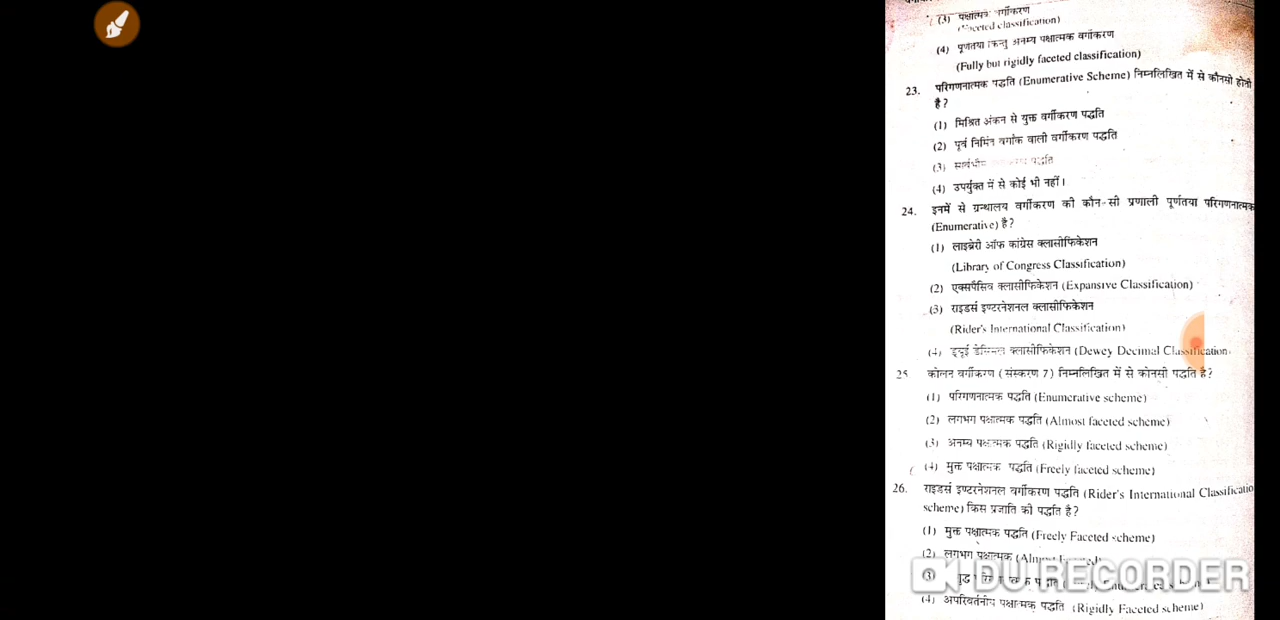 (3) पक्षात्मक वर्गीकरण
(Faceted classification)
(4) पूर्णतया किन्तु अनम्य पक्षात्मक वर्गीकरण
(Fully but rigidly faceted classification)
23. परिगणनात्मक पद्धति (Enumerative Scheme) निम्नलिखित में से कौनसी होती
है?
(1) मिश्रित अंकन से युक्त वर्गीकरण पद्धति
(2) पूर्व निर्मित वर्गांक वाली वर्गीकरण पद्धति
(3) पद्धति
(4) उपर्युक्त में से कोई भी नहीं।
24. इनमें से ग्रन्थालय वर्गीकरण की कौन-सी प्रणाली पूर्णतया परिगणनात्मक
(Enumerative) है?
(1) लाइब्रेरी ऑफ कांग्रेस क्लासीफिकेशन
(Library of Congress Classification)
(2) एक्सपैंसिव क्लासीफिकेशन (Expansive Classification)
(3) राइडर्स इण्टरनेशनल क्लासीफिकेशन
(Rider's International Classification)
(4) ड्यूई डेसिमल क्लासीफिकेशन (Dewey Decimal Classification
25. कोलन वर्गीकरण (संस्करण 7) निम्नलिखित में से कोनसी पद्धति है?
(1) परिगणनात्मक पद्धति (Enumerative scheme)
(2) लगभग पक्षात्मक पद्धति (Almost faceted scheme)
(3) अनम्य पक्षात्मक पद्धति (Rigidly faceted scheme)
(4) मुक्त पक्षात्मक पद्धति (Freely faceted scheme)
26. राइडर्स इण्टरनेशनल वर्गीकरण पद्धति (Rider's International Classificatio
scheme) किस प्रजाति की पद्धति है?
(1) मुक्त पक्षात्मक पद्धति (Freely Faceted scheme)
(2) लगभग पक्षात्मक
DU RECORDER
(3) पद्धति
(4) अपरिवर्तनीय पक्षात्मक पद्धति (Rigidly Faceted scheme)